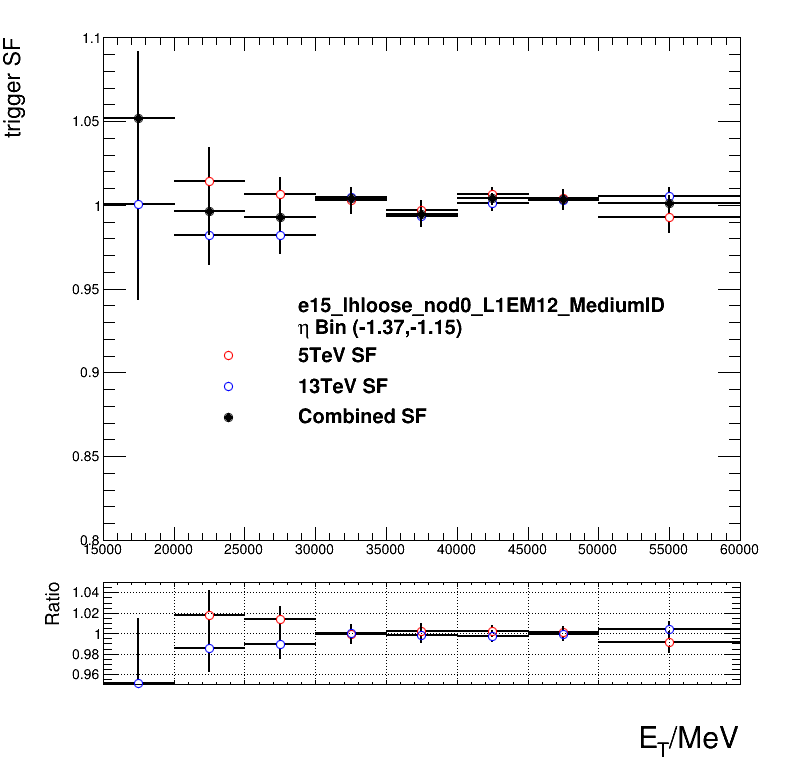 trigger SF
1.1
1.05
1
0.95
0.9
0.85
0.8
e15_lhloose_nod0_L1EM12_MediumID
η Bin (-1.37,-1.15)
5TeV SF
13TeV SF
Combined SF
15000 20000 25000 30000 35000 40000 45000 50000 55000 60000
Ratio
1.04
1.02
1
0.98
0.96
E_T/MeV